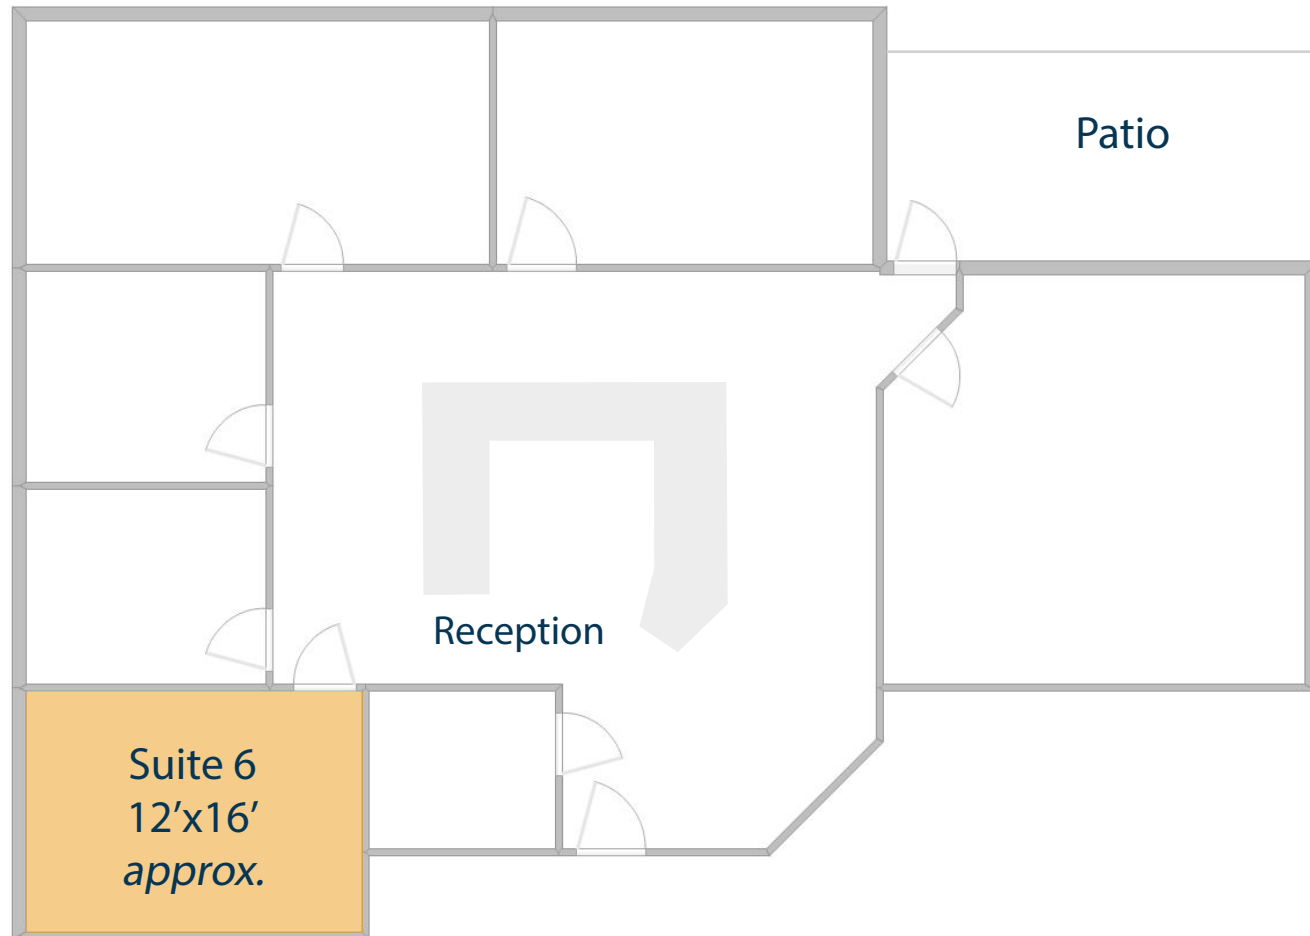 Patio
Reception
Suite 6
12’x16’
approx.